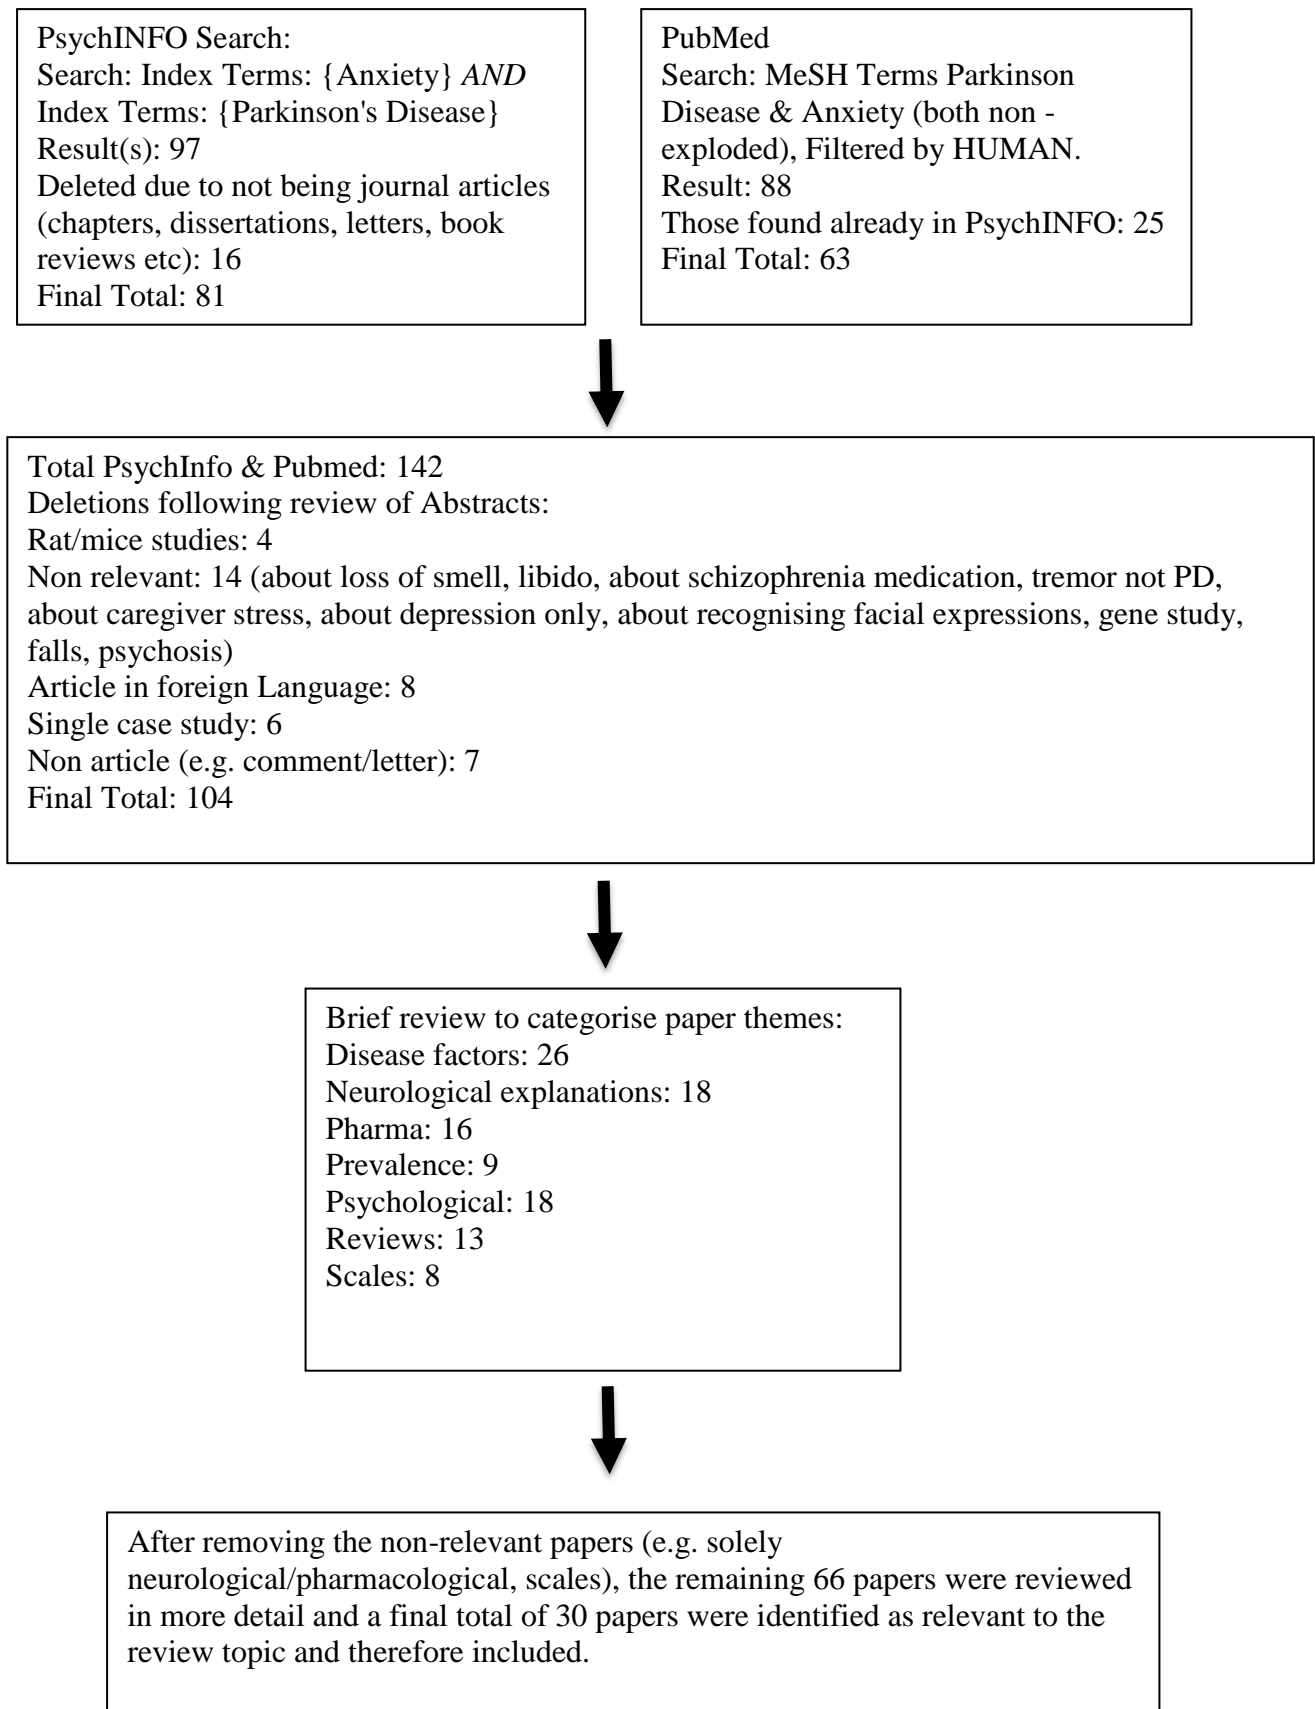 PsychINFO Search:
Search: Index Terms: {Anxiety} AND
Index Terms: {Parkinson's Disease}
Result(s): 97
Deleted due to not being journal articles
(chapters, dissertations, letters, book
reviews etc): 16
Final Total: 81
PubMed
Search: MeSH Terms Parkinson
Disease & Anxiety (both non -
exploded), Filtered by HUMAN.
Result: 88
Those found already in PsychINFO: 25
Final Total: 63
Total PsychInfo & Pubmed: 142
Deletions following review of Abstracts:
Rat/mice studies: 4
Non relevant: 14 (about loss of smell, libido, about schizophrenia medication, tremor not PD,
about caregiver stress, about depression only, about recognising facial expressions, gene study,
falls, psychosis)
Article in foreign Language: 8
Single case study: 6
Non article (e.g. comment/letter): 7
Final Total: 104
Brief review to categorise paper themes:
Disease factors: 26
Neurological explanations: 18
Pharma: 16
Prevalence: 9
Psychological: 18
Reviews: 13
Scales: 8
After removing the non-relevant papers (e.g. solely
neurological/pharmacological, scales), the remaining 66 papers were reviewed
in more detail and a final total of 30 papers were identified as relevant to the
review topic and therefore included.